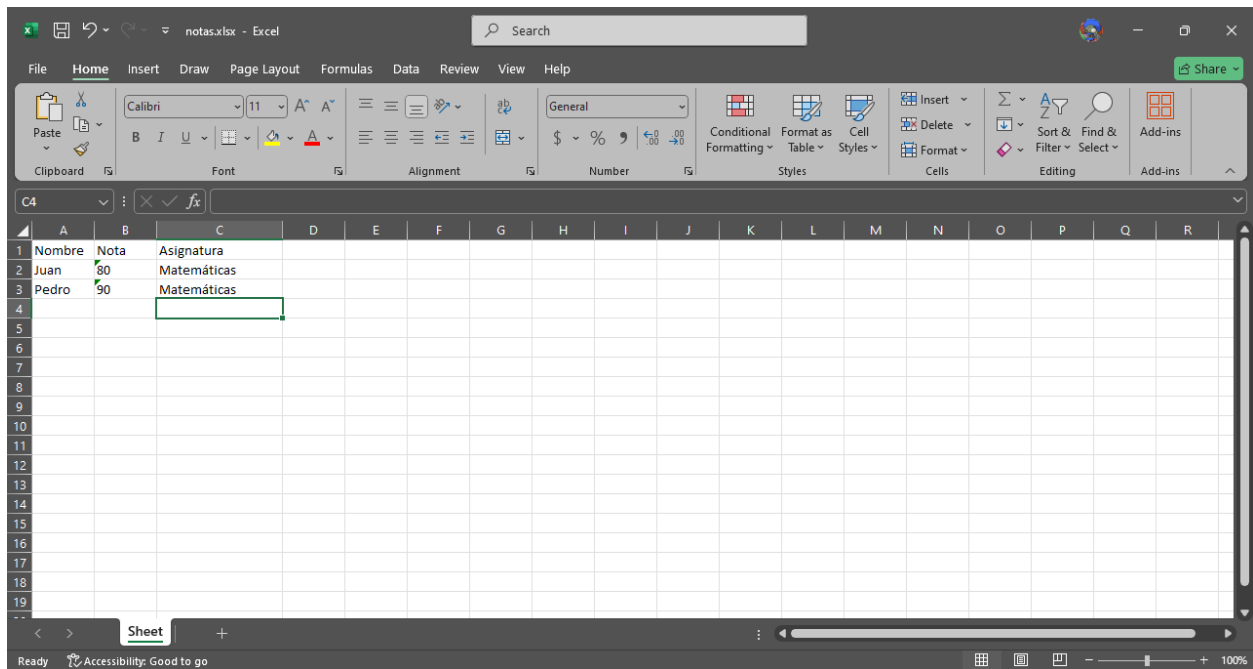 notas.xlsx - Excel
Search
File Home Insert Draw Page Layout Formulas Data Review View Help
Share
Paste
Calibri 11
General
Conditional Formatting
Format as Table
Cell Styles
Insert
Delete
Format
Sort & Filter
Find & Select
Add-ins
Clipboard Font Alignment Number Styles Cells Editing Add-ins
C4 fx
A B C D E F G H I J K L M N O P Q R
1 Nombre Nota Asignatura
2 Juan 80 Matemáticas
3 Pedro 90 Matemáticas
4
5
6
7
8
9
10
11
12
13
14
15
16
17
18
19
Sheet
Ready Accessibility: Good to go 100%